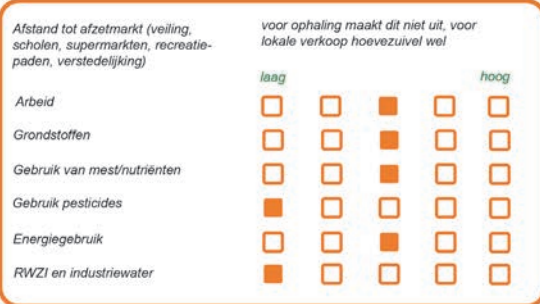 Afstand tot afzetmarkt (veiling,
scholen, supermarkten, recreatie-
paden, verstedelijking)
voor ophaling maakt dit niet uit, voor
lokale verkoop hoevezuivel wel
laag hoog
Arbeid
Grondstoffen
Gebruik van mest/nutriënten
Gebruik pesticides
Energiegebruik
RWZI en industriewater